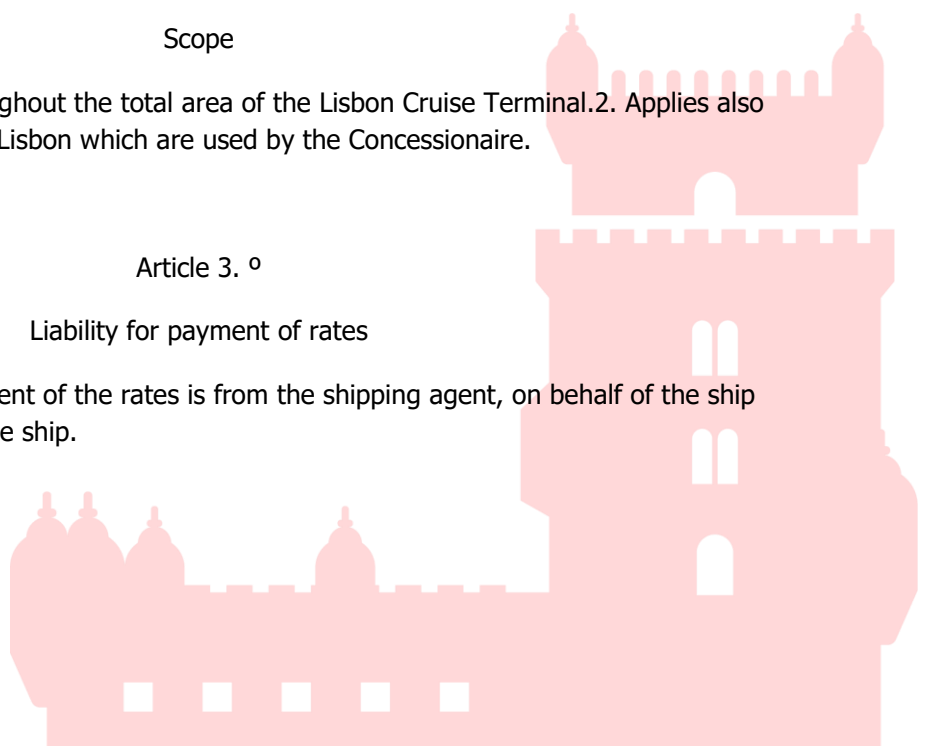 Scope
ghout the total area of the Lisbon Cruise Terminal.2. Applies also
Lisbon which are used by the Concessionaire.
Article 3. º
Liability for payment of rates
ent of the rates is from the shipping agent, on behalf of the ship
e ship.